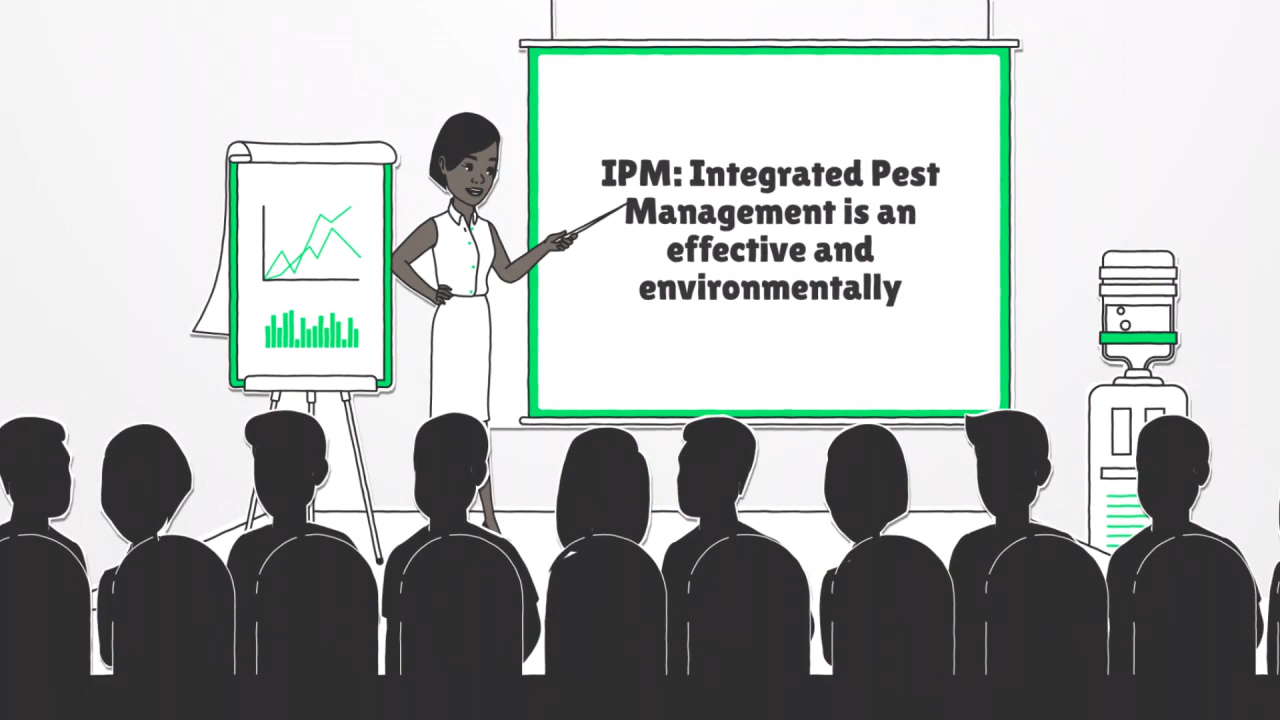 IPM: Integrated Pest
Management is an
effective and
environmentally